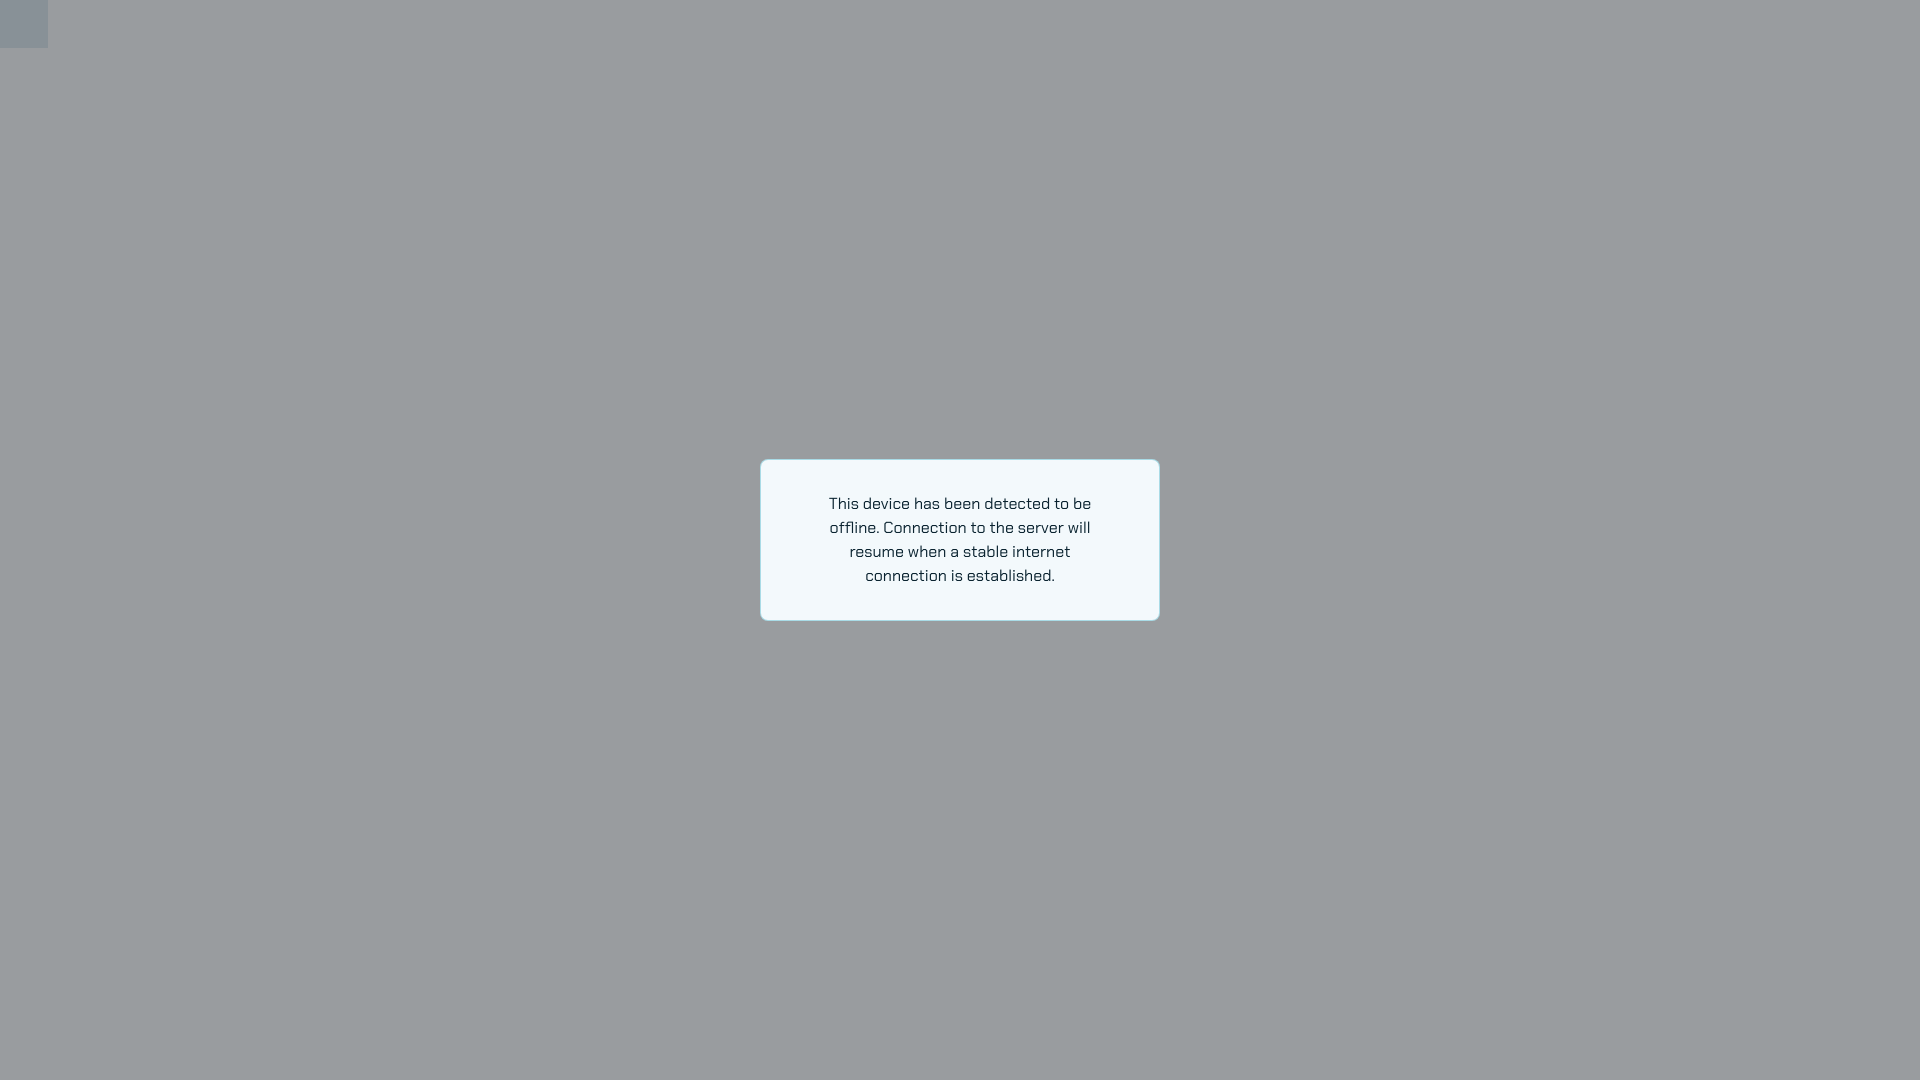 This device has been detected to be
offline. Connection to the server will
resume when a stable internet
connection is established.